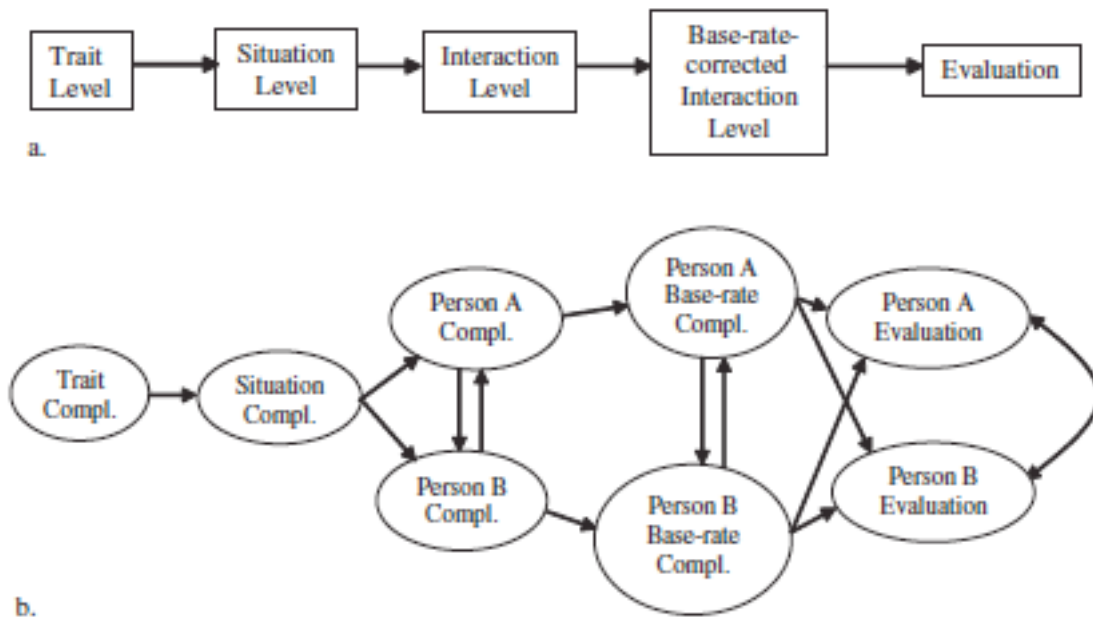 Trait
Level
Situation
Level
Interaction
Level
Base-rate-
corrected
Interaction
Level
Evaluation
a.
Trait
Compl.
Situation
Compl.
Person A
Compl.
Person B
Compl.
Person A
Base-rate
Compl.
Person B
Base-rate
Compl.
Person A
Evaluation
Person B
Evaluation
b.